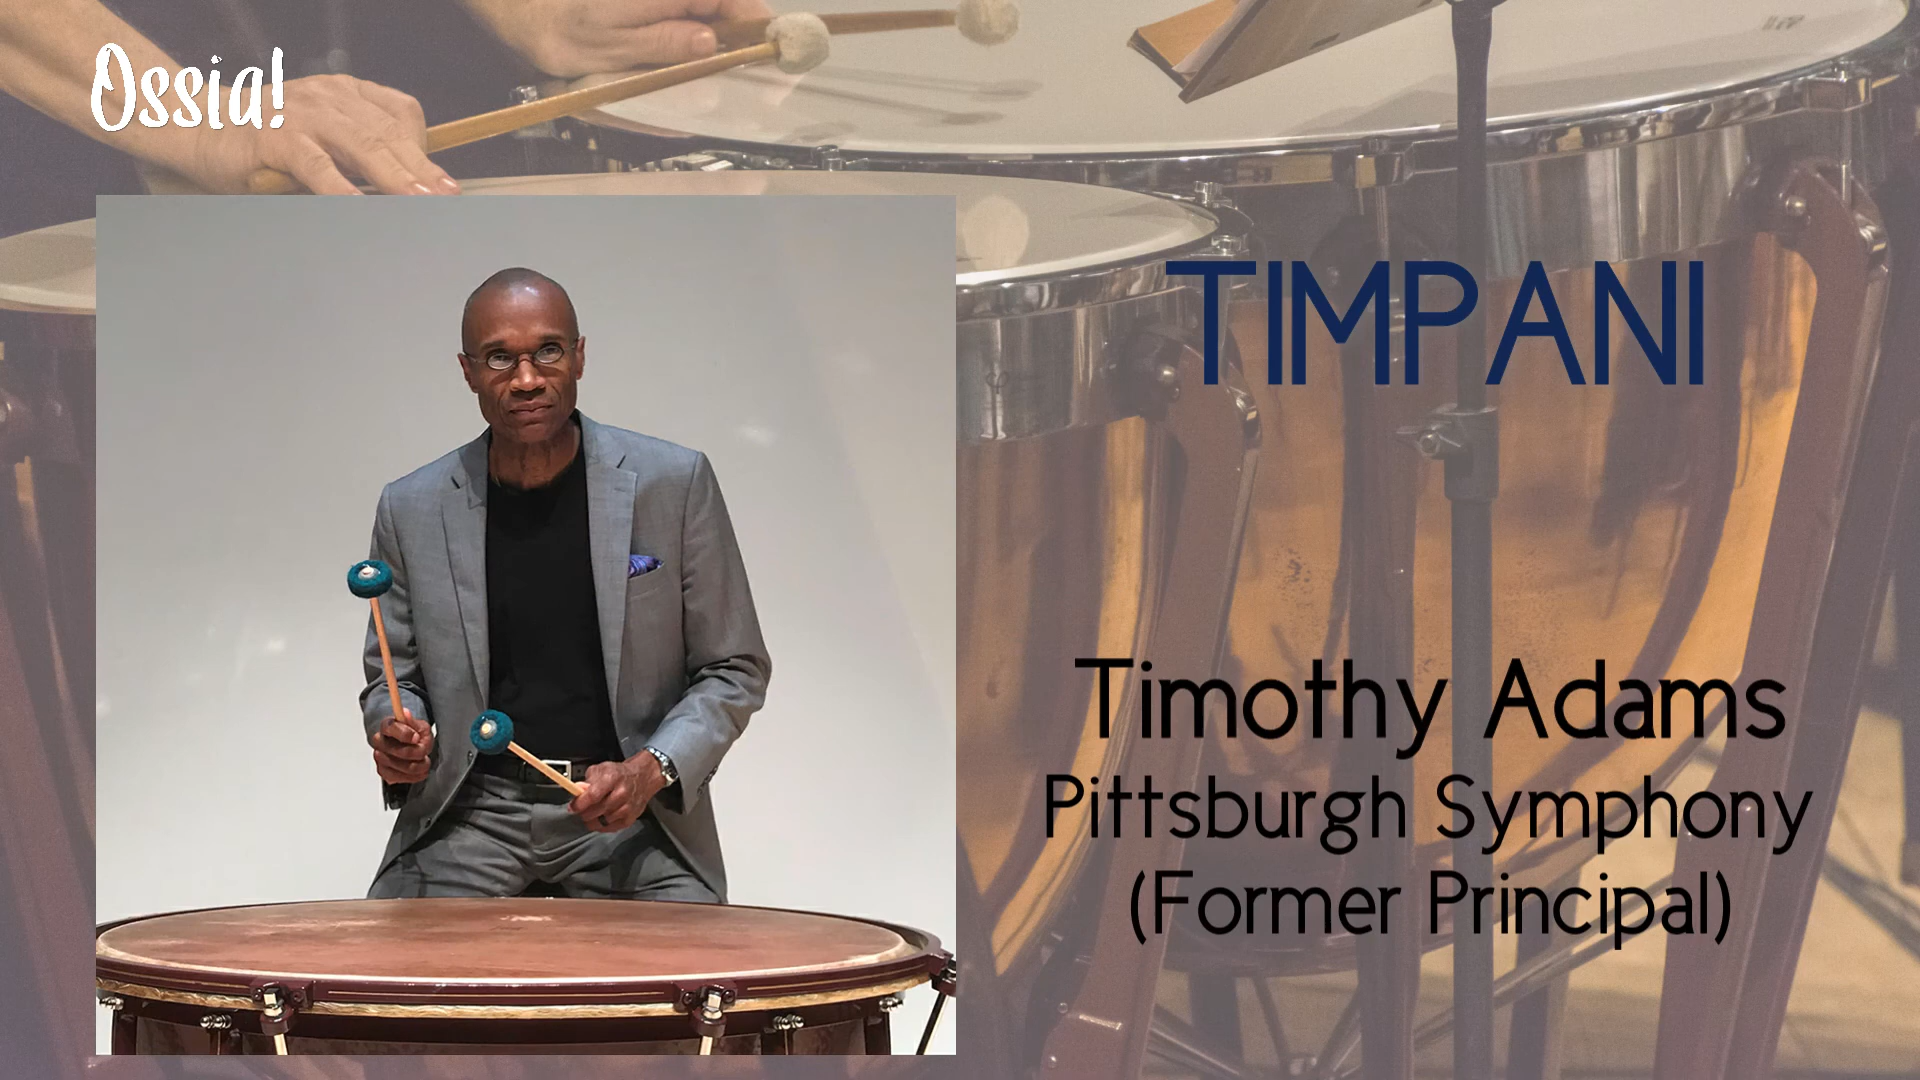 Ossia!
TIMPANI
Timothy Adams
Pittsburgh Symphony
(Former Principal)